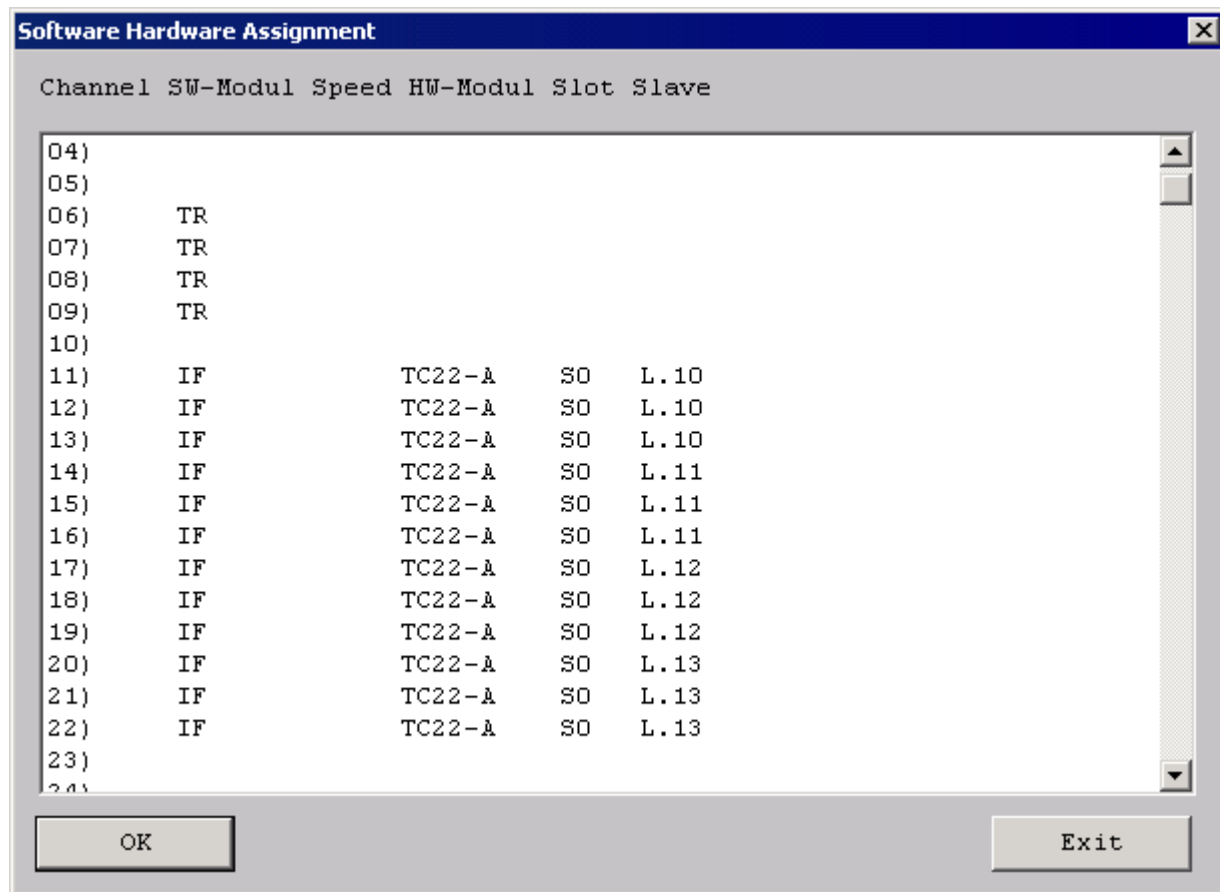 Software Hardware Assignment
Channel SW-Modul Speed HW-Modul Slot Slave
04)
05)
06) TR
07) TR
08) TR
09) TR
10)
11) IF TC22-A S0 L.10
12) IF TC22-A S0 L.10
13) IF TC22-A S0 L.10
14) IF TC22-A S0 L.11
15) IF TC22-A S0 L.11
16) IF TC22-A S0 L.11
17) IF TC22-A S0 L.12
18) IF TC22-A S0 L.12
19) IF TC22-A S0 L.12
20) IF TC22-A S0 L.13
21) IF TC22-A S0 L.13
22) IF TC22-A S0 L.13
23)
24)
OK Exit